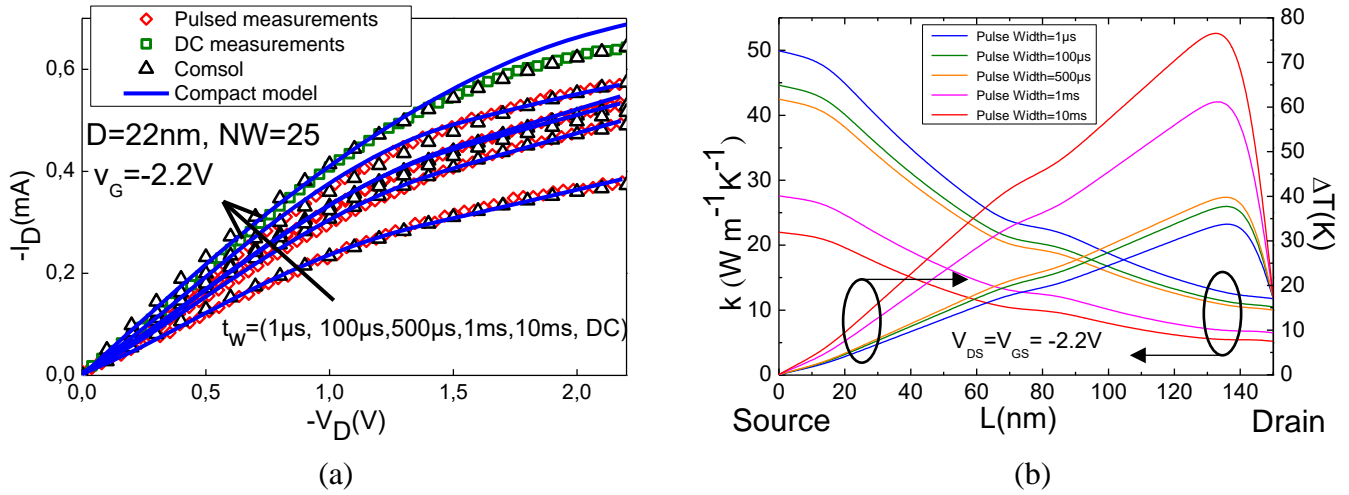 Pulsed measurements
DC measurements
Comsol
Compact model
D=22nm, NW=25
v_G=-2.2V
t_W=(1µs, 100µs,500µs,1ms,10ms, DC)
-I_D(mA)
0,6
0,4
0,2
0,0
0,0 0,5 1,0 1,5 2,0
-V_D(V)
(a)
Pulse Width=1µs
Pulse Width=100µs
Pulse Width=500µs
Pulse Width=1ms
Pulse Width=10ms
k (W m⁻¹K⁻¹)
50
40
30
20
10
0
V_DS=V_GS= -2.2V
80
70
60
50
40
30
20
10
0
ΔT(K)
0 20 40 60 80 100 120 140
Source L(nm) Drain
(b)